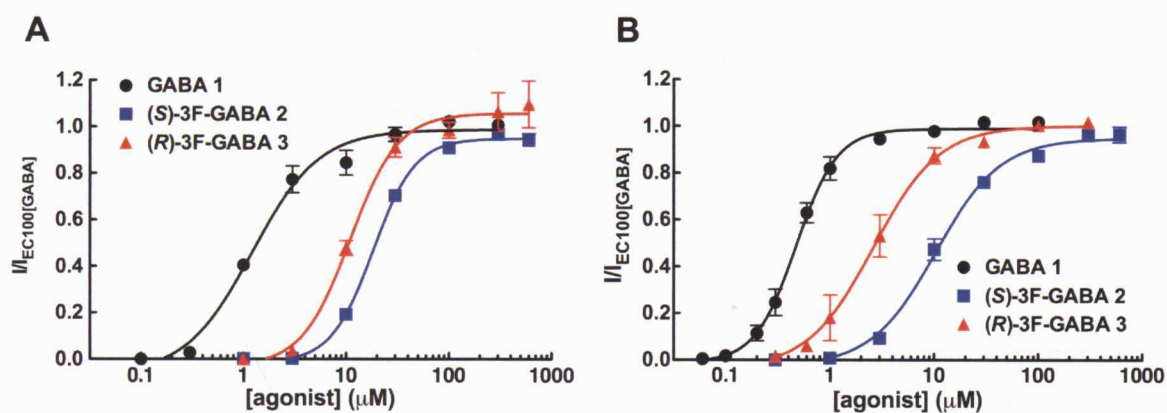 A
GABA 1
(S)-3F-GABA 2
(R)-3F-GABA 3
I/I_EC100[GABA]
1.2
1.0
0.8
0.6
0.4
0.2
0.0
0.1 1 10 100 1000
[agonist] (μM)
B
GABA 1
(S)-3F-GABA 2
(R)-3F-GABA 3
I/I_EC100[GABA]
1.2
1.0
0.8
0.6
0.4
0.2
0.0
0.1 1 10 100 1000
[agonist] (μM)